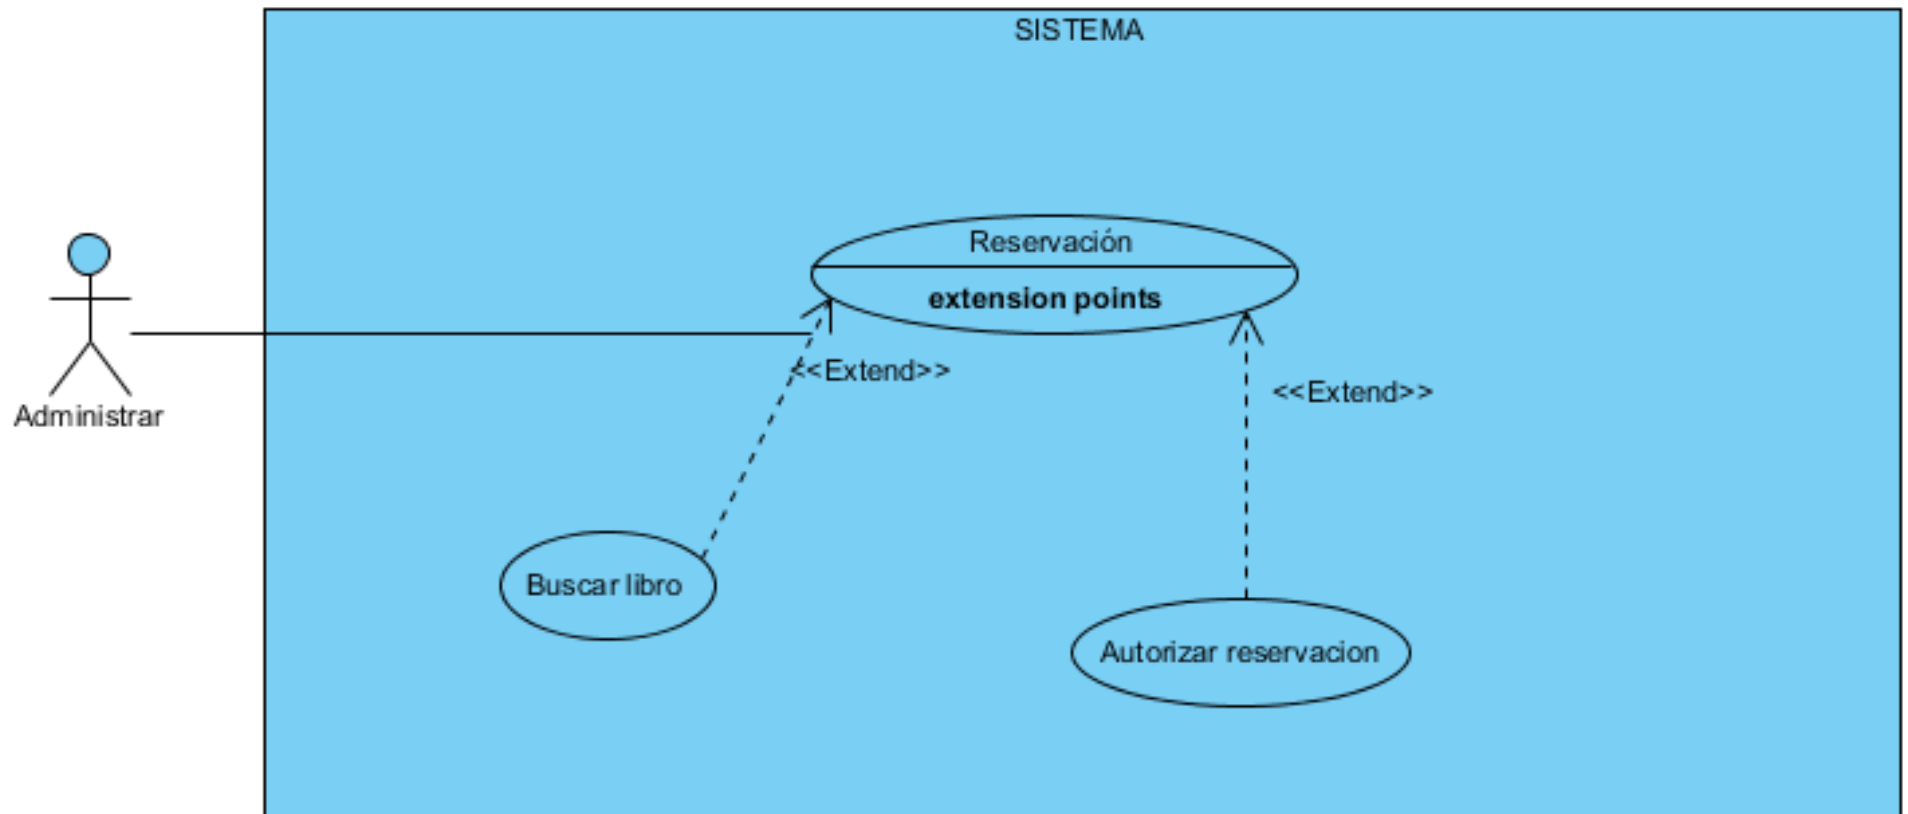 SISTEMA
Reservación
extension points
<<Extend>>
<<Extend>>
Administrar
Buscar libro
Autorizar reservacion